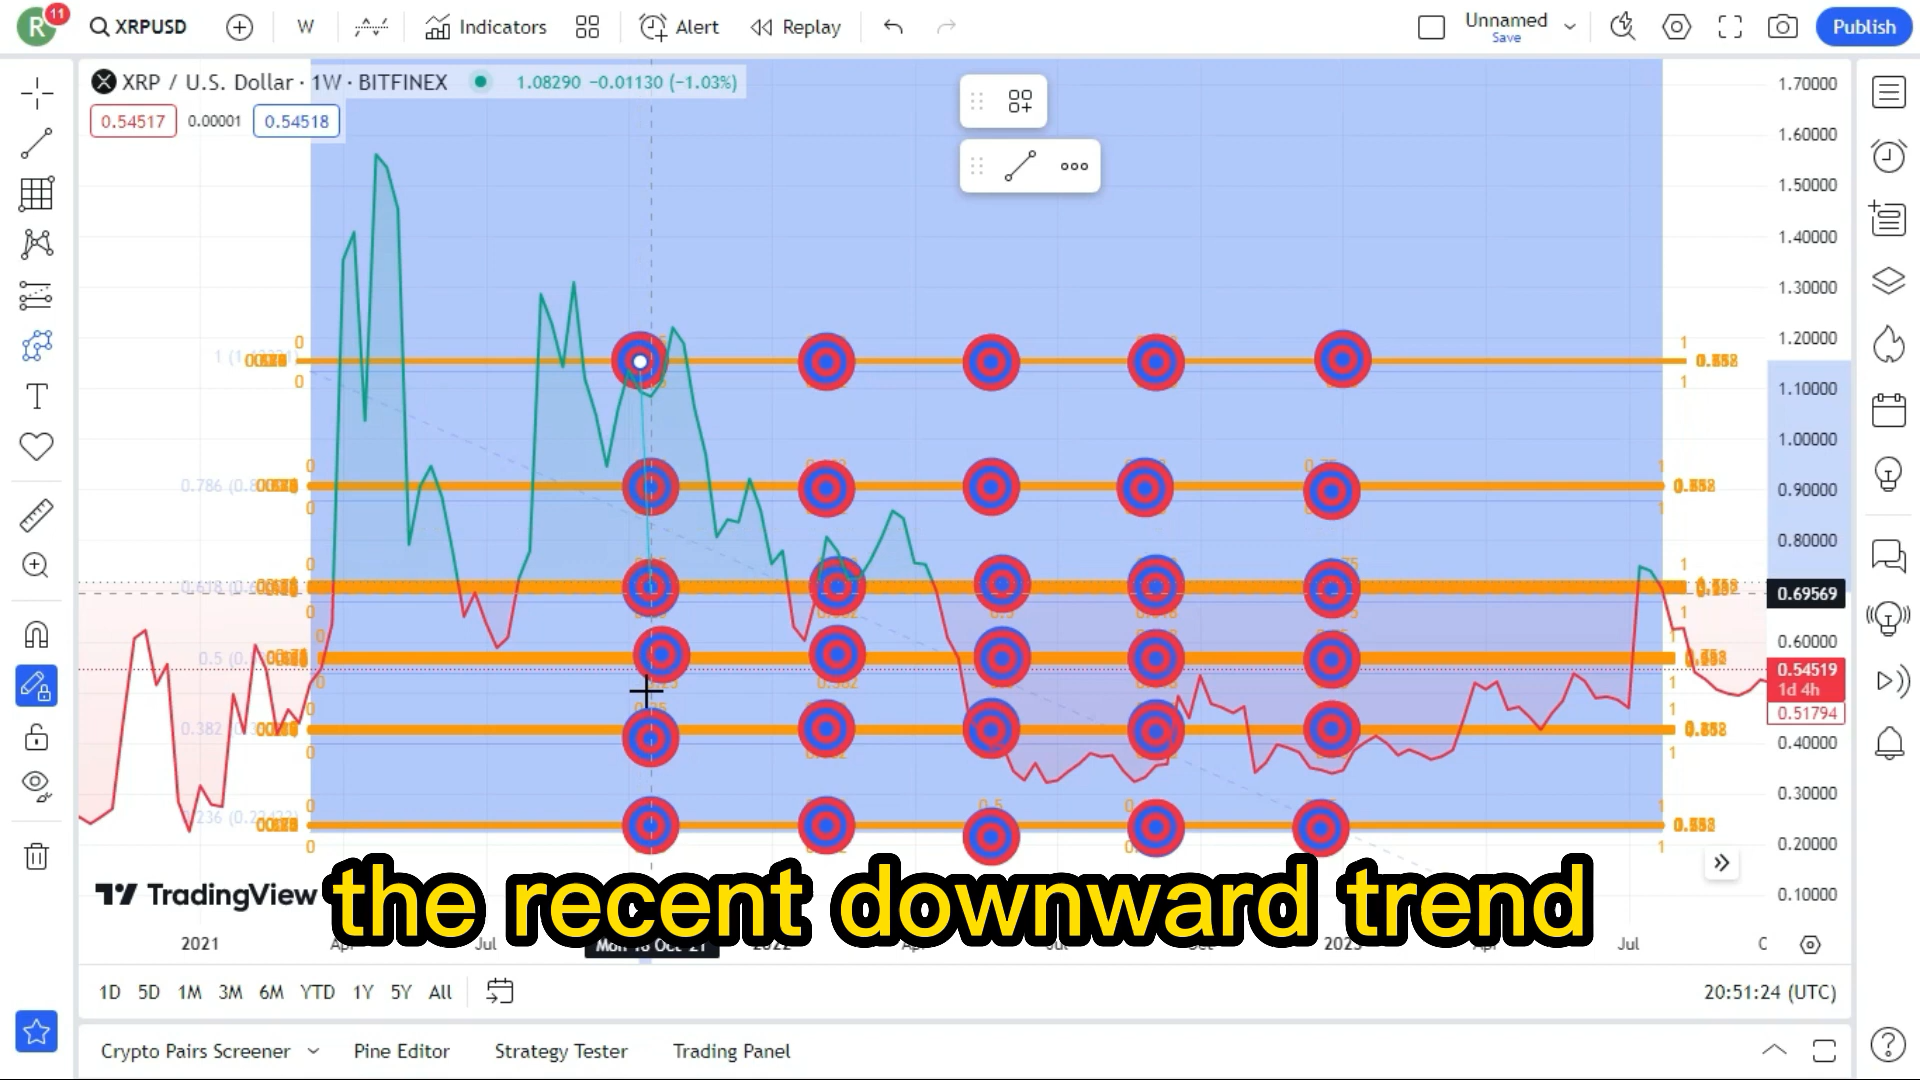 R
11
XRPUSD
W
Indicators
Alert
Replay
Unnamed
Save
Publish
XRP / U.S. Dollar · 1W · BITFINEX
1.08290 −0.01130 (−1.03%)
0.54517
0.00001
0.54518
1.70000
1.60000
1.50000
1.40000
1.30000
1.20000
1.10000
1.00000
0.90000
0.80000
0.69569
0.60000
0.54519
1d 4h
0.51794
0.40000
0.30000
0.20000
0.10000
TradingView
the recent downward trend
2021
Jul
2022
2023
Jul
1D 5D 1M 3M 6M YTD 1Y 5Y All
20:51:24 (UTC)
Crypto Pairs Screener
Pine Editor
Strategy Tester
Trading Panel